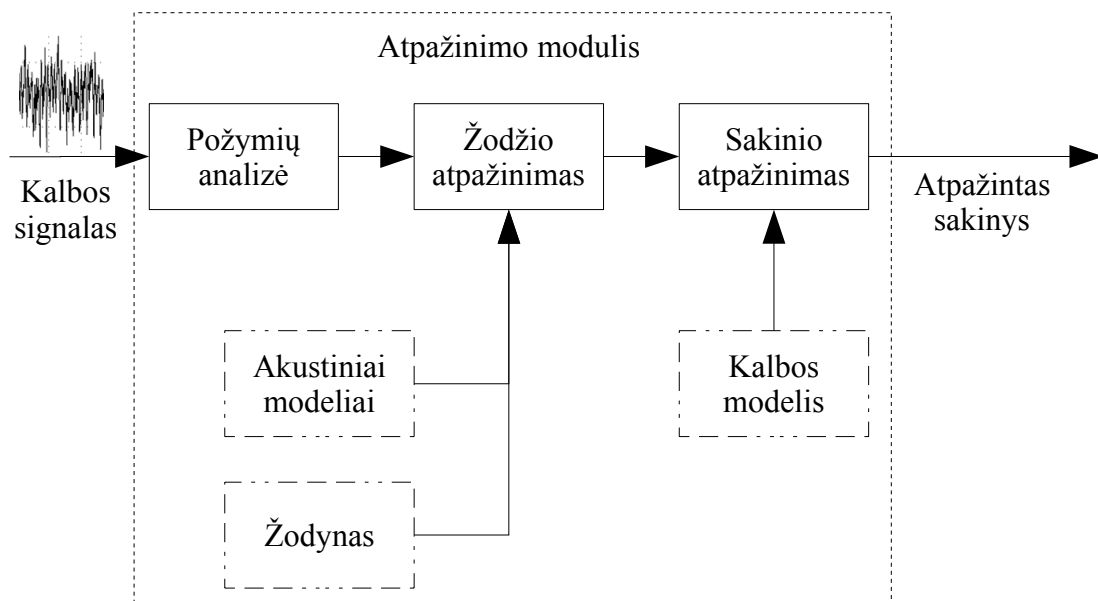 Atpažinimo modulis
Kalbos
signalas
Požymių
analizė
Žodžio
atpažinimas
Sakinio
atpažinimas
Atpažintas
sakinys
Akustiniai
modeliai
Kalbos
modelis
Žodynas